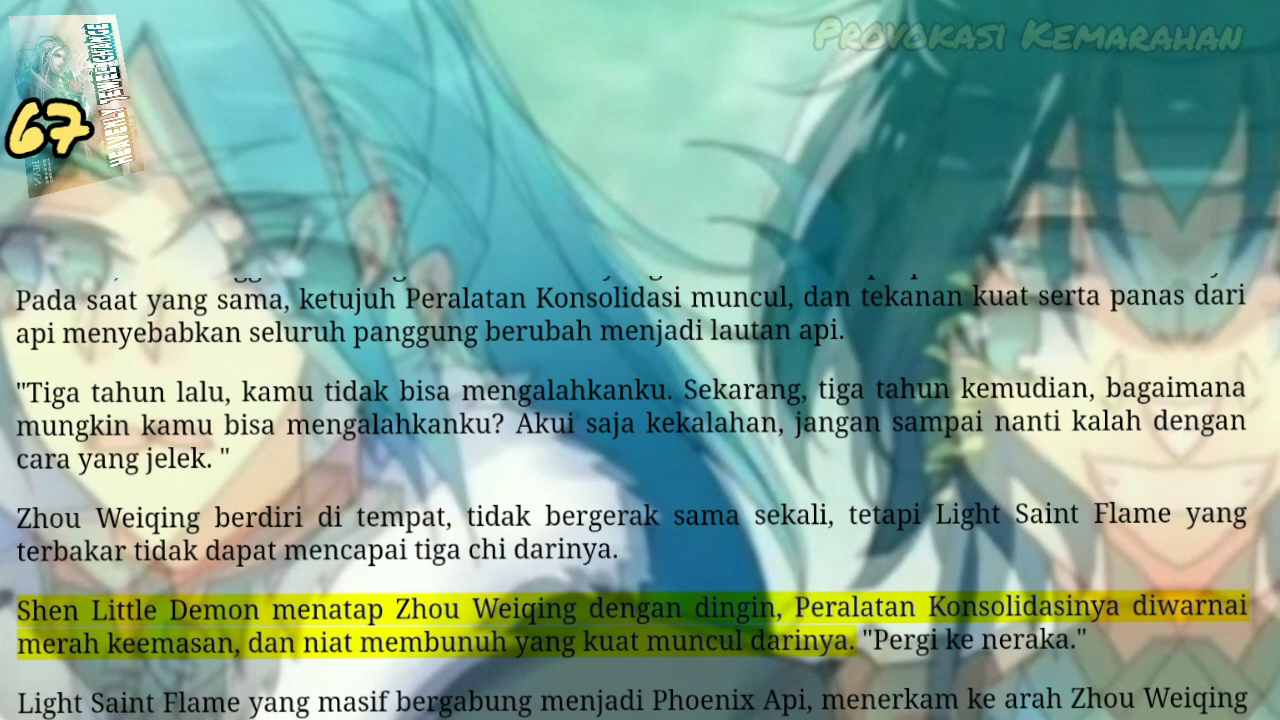 Provokasi Kemarahan
HEAVENLY JEWEL CHANGE
67
Pada saat yang sama, ketujuh Peralatan Konsolidasi muncul, dan tekanan kuat serta panas dari
api menyebabkan seluruh panggung berubah menjadi lautan api.
"Tiga tahun lalu, kamu tidak bisa mengalahkanku. Sekarang, tiga tahun kemudian, bagaimana
mungkin kamu bisa mengalahkanku? Akui saja kekalahan, jangan sampai nanti kalah dengan
cara yang jelek. "
Zhou Weiqing berdiri di tempat, tidak bergerak sama sekali, tetapi Light Saint Flame yang
terbakar tidak dapat mencapai tiga chi darinya.
Shen Little Demon menatap Zhou Weiqing dengan dingin, Peralatan Konsolidasinya diwarnai
merah keemasan, dan niat membunuh yang kuat muncul darinya. "Pergi ke neraka."
Light Saint Flame yang masif bergabung menjadi Phoenix Api, menerkam ke arah Zhou Weiqing